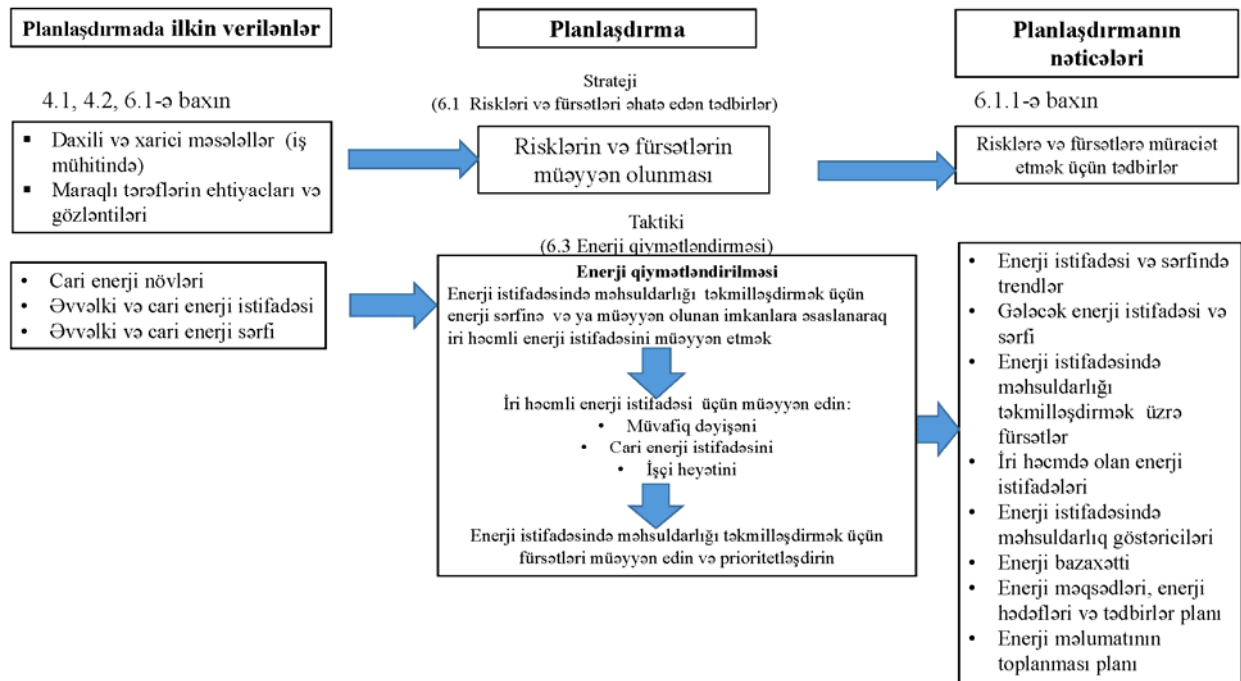 Planlaşdırmada ilkin verilənlər
Planlaşdırma
Planlaşdırmanın
nəticələri
4.1, 4.2, 6.1-ə baxın
Strateji
(6.1 Riskləri və fürsətləri əhatə edən tədbirlər)
6.1.1-ə baxın
▪ Daxili və xarici məsələllər (iş
mühitində)
▪ Maraqlı tərəflərin ehtiyacları və
gözləntiləri
Risklərin və fürsətlərin
müəyyən olunması
Risklərə və fürsətlərə müraciət
etmək üçün tədbirlər
Taktiki
(6.3 Enerji qiymətləndirməsi)
• Cari enerji növləri
• Əvvəlki və cari enerji istifadəsi
• Əvvəlki və cari enerji sərfi
Enerji qiymətləndirilməsi
Enerji istifadəsində məhsuldarlığı təkmilləşdirmək üçün
enerji sərfinə və ya müəyyən olunan imkanlara əsaslanaraq
iri həcmli enerji istifadəsini müəyyən etmək
İri həcmli enerji istifadəsi üçün müəyyən edin:
• Müvafiq dəyişəni
• Cari enerji istifadəsini
• İşçi heyətini
Enerji istifadəsində məhsuldarlığı təkmilləşdirmək üçün
fürsətləri müəyyən edin və prioritetləşdirin
• Enerji istifadəsi və sərfində
trendlər
• Gələcək enerji istifadəsi və
sərfi
• Enerji istifadəsində
məhsuldarlığı
təkmilləşdirmək üzrə
fürsətlər
• İri həcmdə olan enerji
istifadələri
• Enerji istifadəsində
məhsuldarlıq göstəriciləri
• Enerji bazaxətti
• Enerji məqsədləri, enerji
hədəfləri və tədbirlər planı
• Enerji məlumatının
toplanması planı